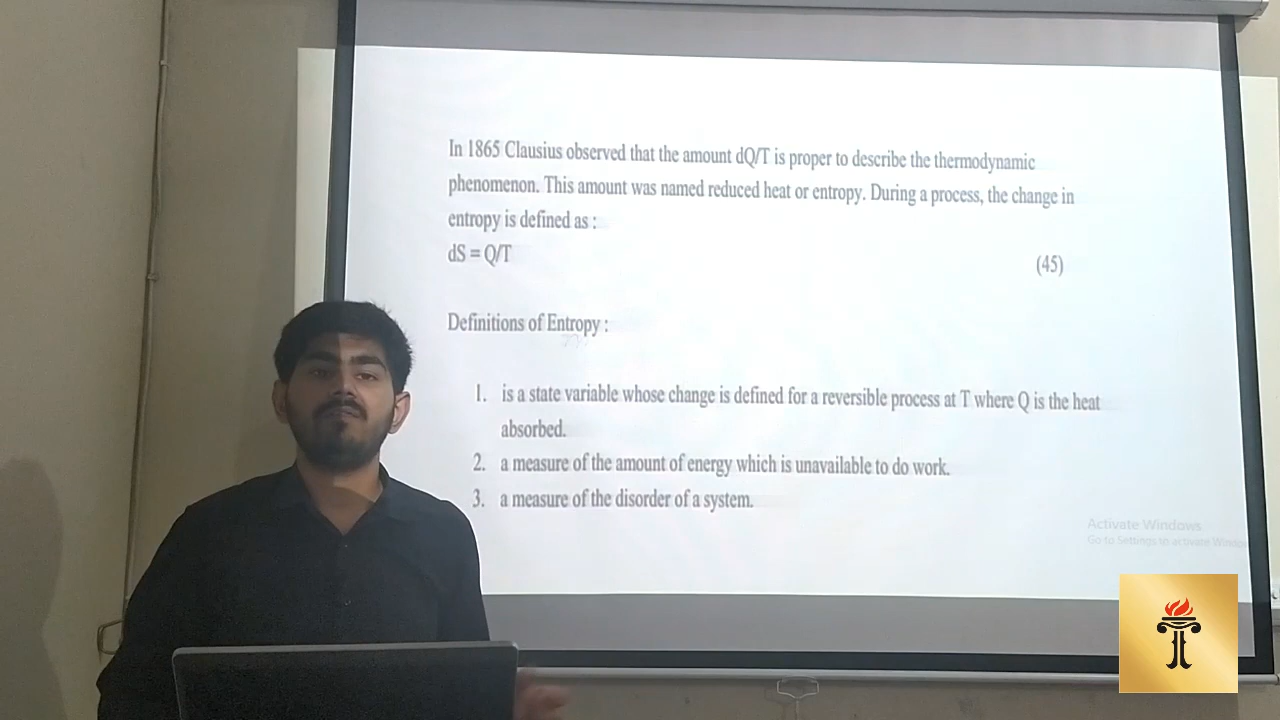 In 1865 Clausius observed that the amount dQ/T is proper to describe the thermodynamic
phenomenon. This amount was named reduced heat or entropy. During a process, the change in
entropy is defined as :
dS = Q/T (45)
Definitions of Entropy :
1. is a state variable whose change is defined for a reversible process at T where Q is the heat
absorbed.
2. a measure of the amount of energy which is unavailable to do work.
3. a measure of the disorder of a system.
Activate Windows
Go to Settings to activate Windows